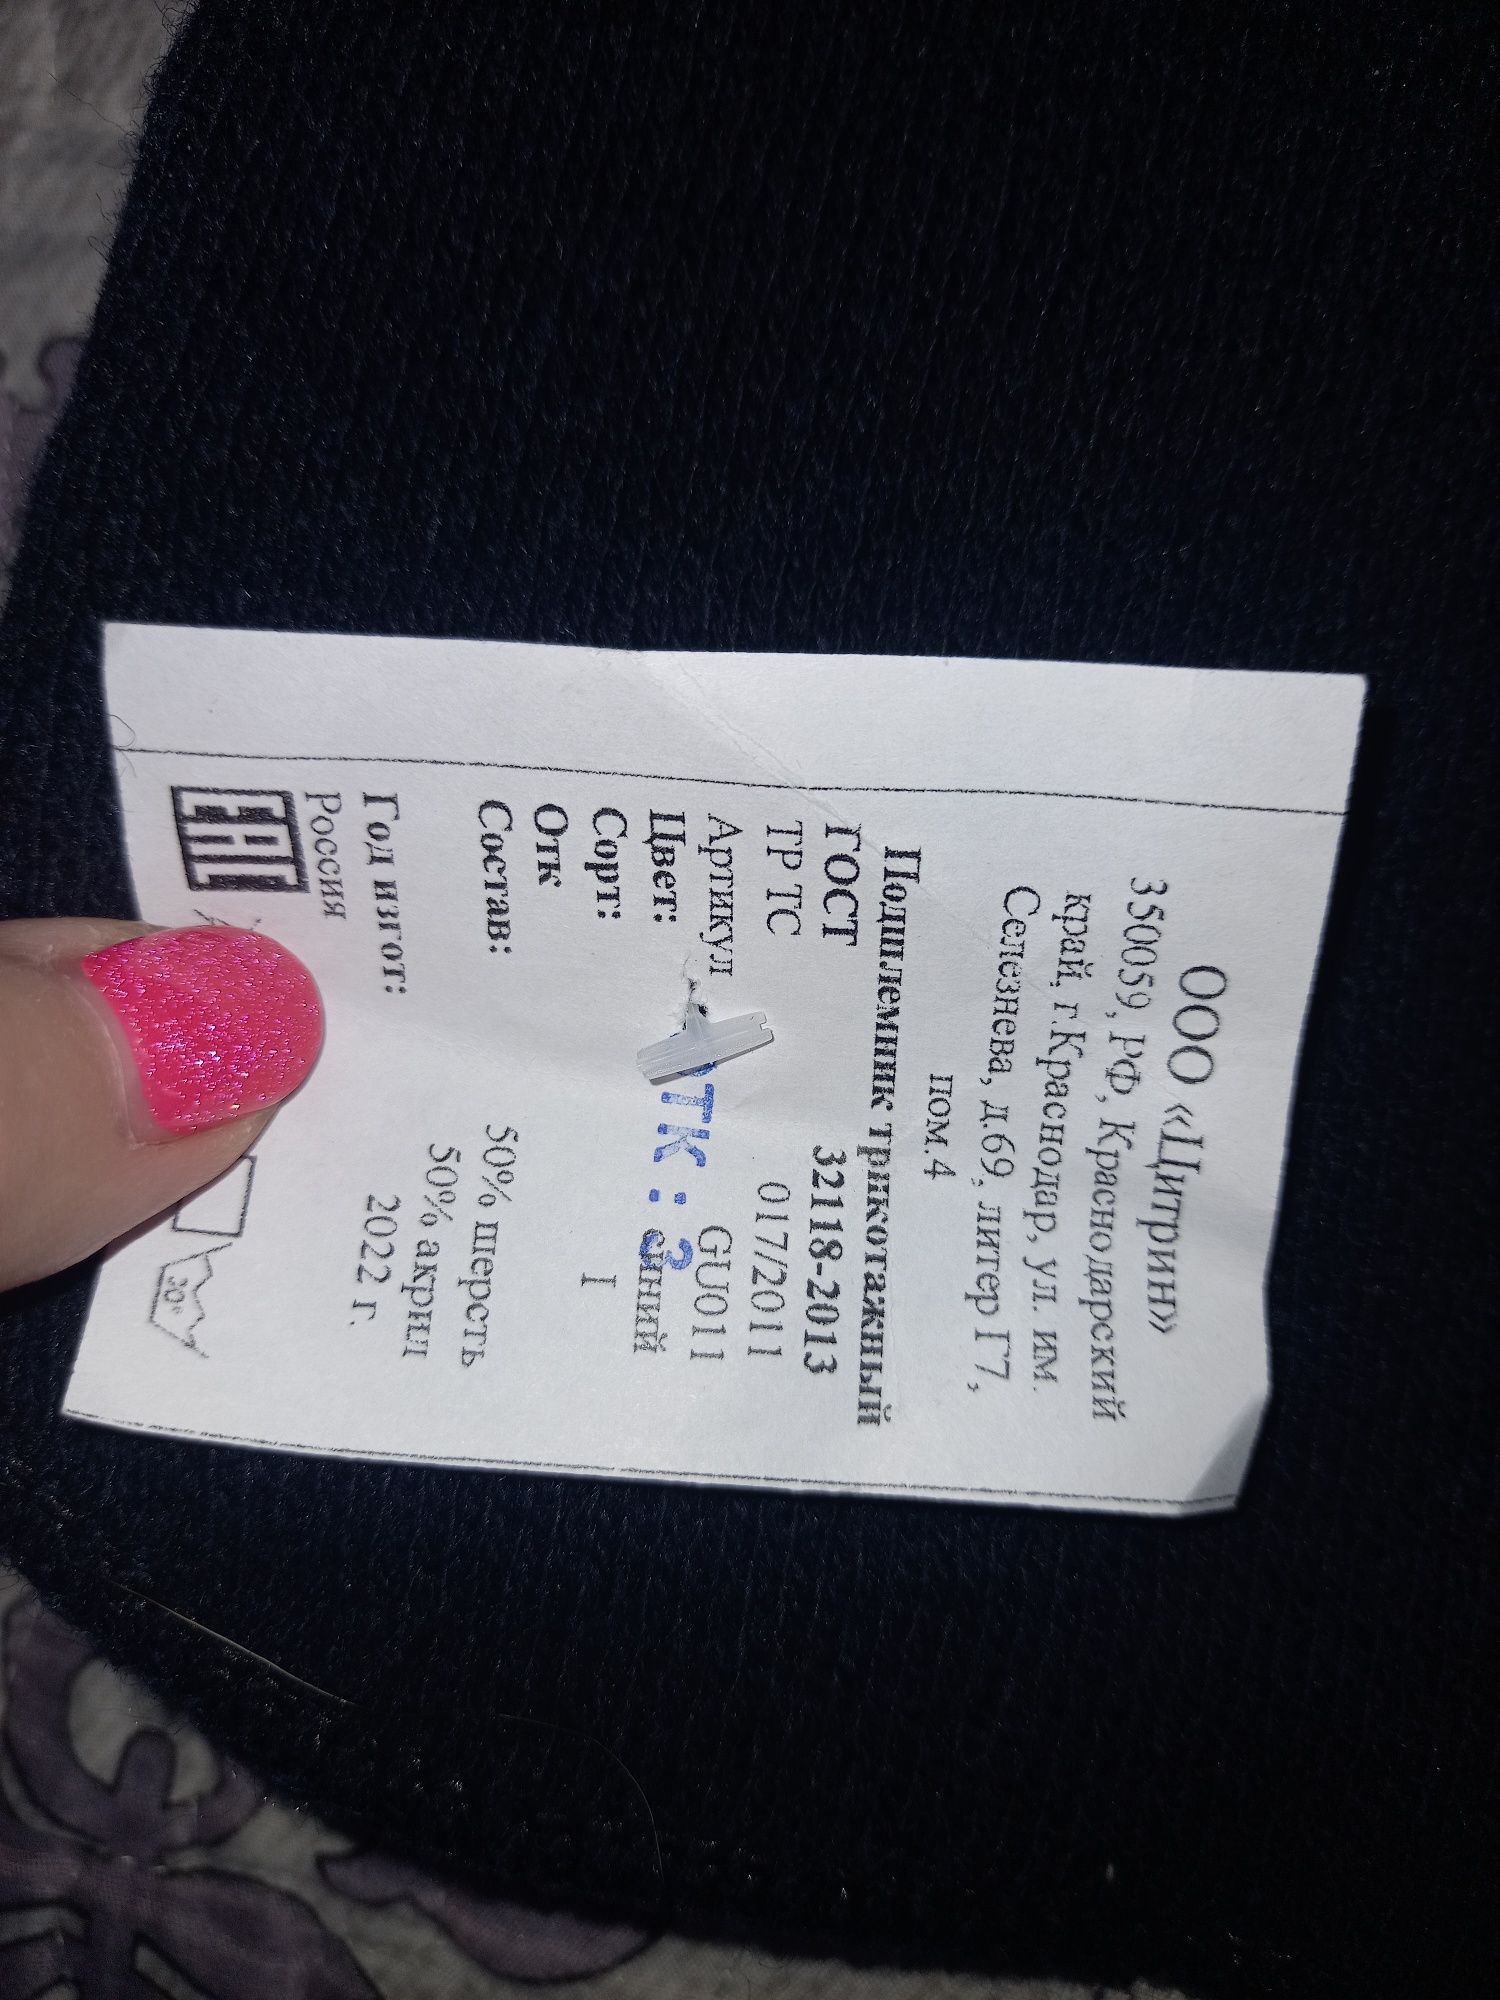 ООО «Цитрин»
350059, РФ, Краснодарский
край, г.Краснодар, ул. им.
Селезнева, д.69, литер Г7,
пом.4
Подшлемник трикотажный
ГОСТ 32118-2013
ТР ТС 017/2011
Артикул GU011
Цвет: синий
ОТК: 3
Сорт: I
Отк
Состав: 50% шерсть
50% акрил
Год изгот: 2022 г.
Россия
ЕАС
30°